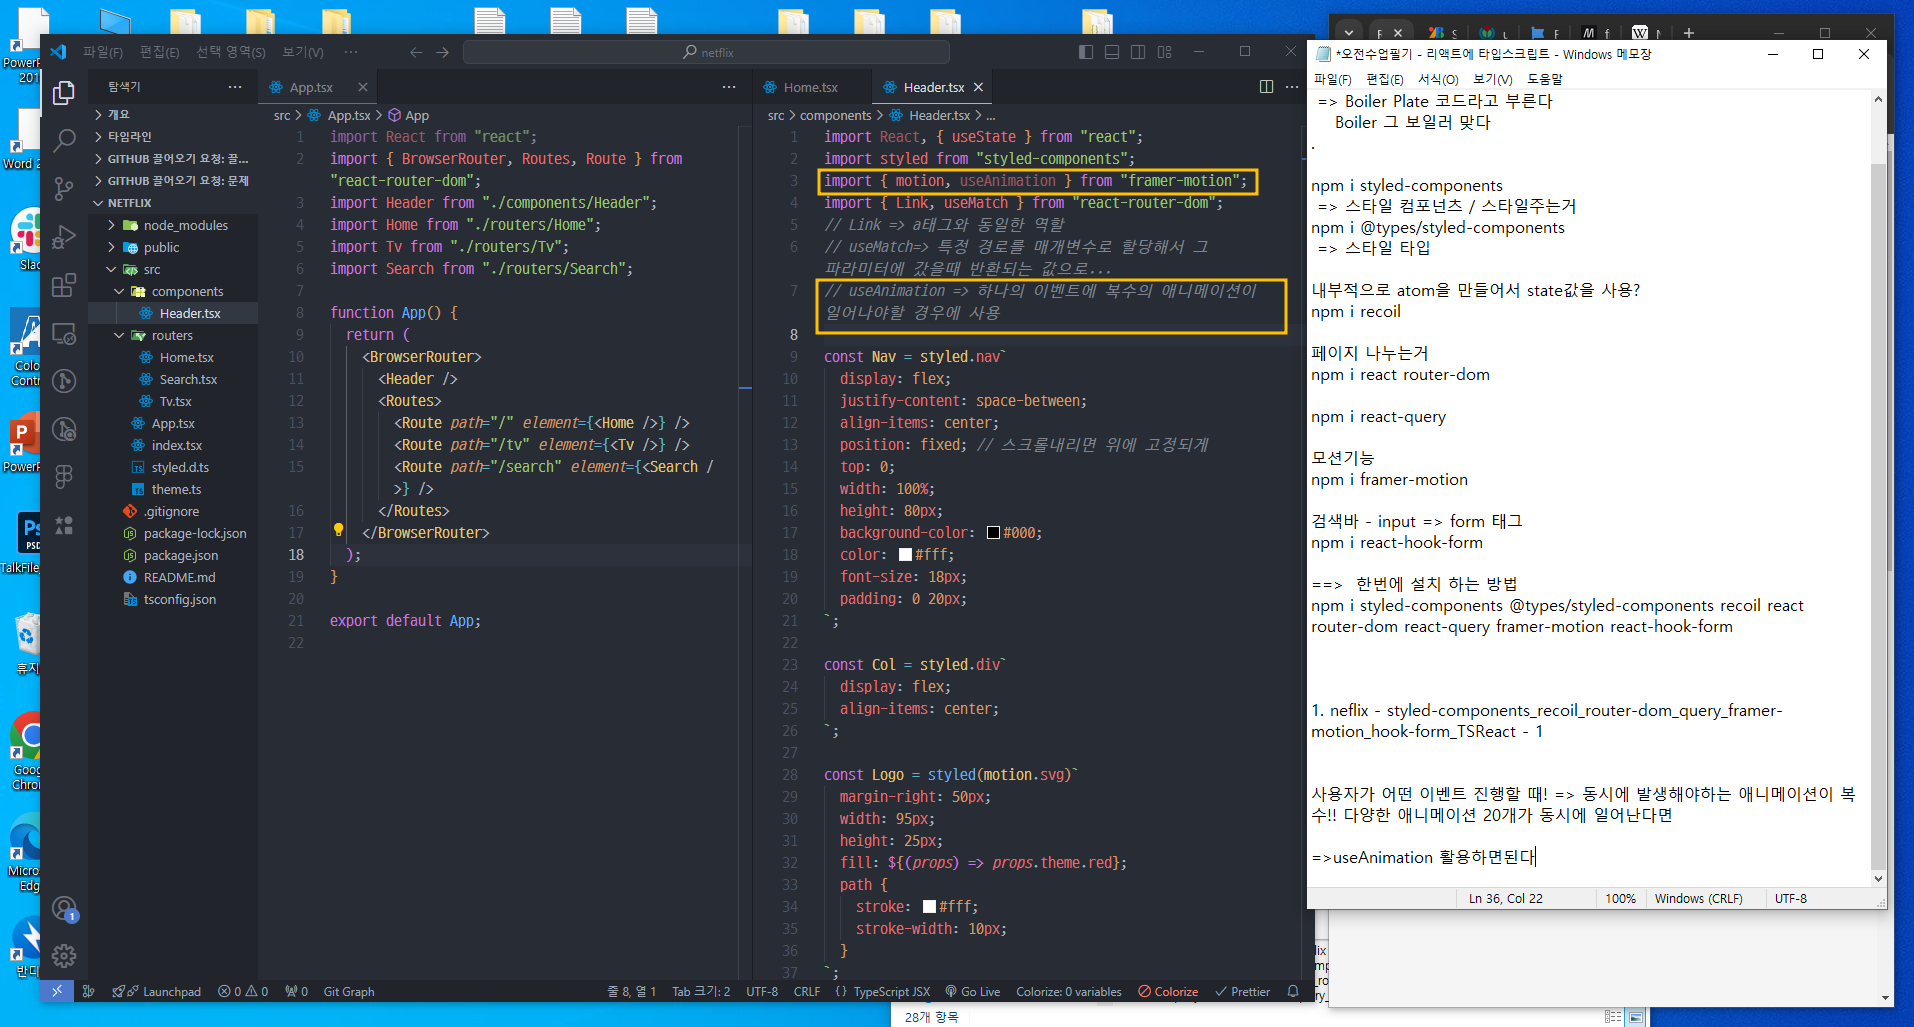 파일(F) 편집(E) 선택 영역(S) 보기(V) ···
netflix
탐색기
개요
타임라인
GITHUB 끌어오기 요청: 끌...
GITHUB 끌어오기 요청: 문제
NETFLIX
node_modules
public
src
components
Header.tsx
routers
Home.tsx
Search.tsx
Tv.tsx
App.tsx
index.tsx
styled.d.ts
theme.ts
.gitignore
package-lock.json
package.json
README.md
tsconfig.json
App.tsx
src > App.tsx > App
1 import React from "react";
2 import { BrowserRouter, Routes, Route } from
"react-router-dom";
3 import Header from "./components/Header";
4 import Home from "./routers/Home";
5 import Tv from "./routers/Tv";
6 import Search from "./routers/Search";
7
8 function App() {
9 return (
10 <BrowserRouter>
11 <Header />
12 <Routes>
13 <Route path="/" element={<Home />} />
14 <Route path="/tv" element={<Tv />} />
15 <Route path="/search" element={<Search /
>} />
16 </Routes>
17 </BrowserRouter>
18 );
19 }
20
21 export default App;
22
Home.tsx
Header.tsx
src > components > Header.tsx > ...
1 import React, { useState } from "react";
2 import styled from "styled-components";
3 import { motion, useAnimation } from "framer-motion";
4 import { Link, useMatch } from "react-router-dom";
5 // Link => a태그와 동일한 역할
6 // useMatch=> 특정 경로를 매개변수로 할당해서 그
파라미터에 갔을때 반환되는 값으로...
7 // useAnimation => 하나의 이벤트에 복수의 애니메이션이
일어나야할 경우에 사용
8
9 const Nav = styled.nav`
10 display: flex;
11 justify-content: space-between;
12 align-items: center;
13 position: fixed; // 스크롤내리면 위에 고정되게
14 top: 0;
15 width: 100%;
16 height: 80px;
17 background-color: #000;
18 color: #fff;
19 font-size: 18px;
20 padding: 0 20px;
21 `;
22
23 const Col = styled.div`
24 display: flex;
25 align-items: center;
26 `;
27
28 const Logo = styled(motion.svg)`
29 margin-right: 50px;
30 width: 95px;
31 height: 25px;
32 fill: ${(props) => props.theme.red};
33 path {
34 stroke: #fff;
35 stroke-width: 10px;
36 }
37 `;
Launchpad 0 0 0 Git Graph
줄 8, 열 1 Tab 크기: 2 UTF-8 CRLF {} TypeScript JSX Go Live Colorize: 0 variables Colorize Prettier
*오전수업필기 - 리액트에 타입스크립트 - Windows 메모장
파일(F) 편집(E) 서식(O) 보기(V) 도움말
=> Boiler Plate 코드라고 부른다
Boiler 그 보일러 맞다
.
npm i styled-components
=> 스타일 컴포넌츠 / 스타일주는거
npm i @types/styled-components
=> 스타일 타입
내부적으로 atom을 만들어서 state값을 사용?
npm i recoil
페이지 나누는거
npm i react router-dom
npm i react-query
모션기능
npm i framer-motion
검색바 - input => form 태그
npm i react-hook-form
==> 한번에 설치 하는 방법
npm i styled-components @types/styled-components recoil react
router-dom react-query framer-motion react-hook-form
1. neflix - styled-components_recoil_router-dom_query_framer-
motion_hook-form_TSReact - 1
사용자가 어떤 이벤트 진행할 때! => 동시에 발생해야하는 애니메이션이 복
수!! 다양한 애니메이션 20개가 동시에 일어난다면
=>useAnimation 활용하면된다
Ln 36, Col 22 100% Windows (CRLF) UTF-8
28개 항목